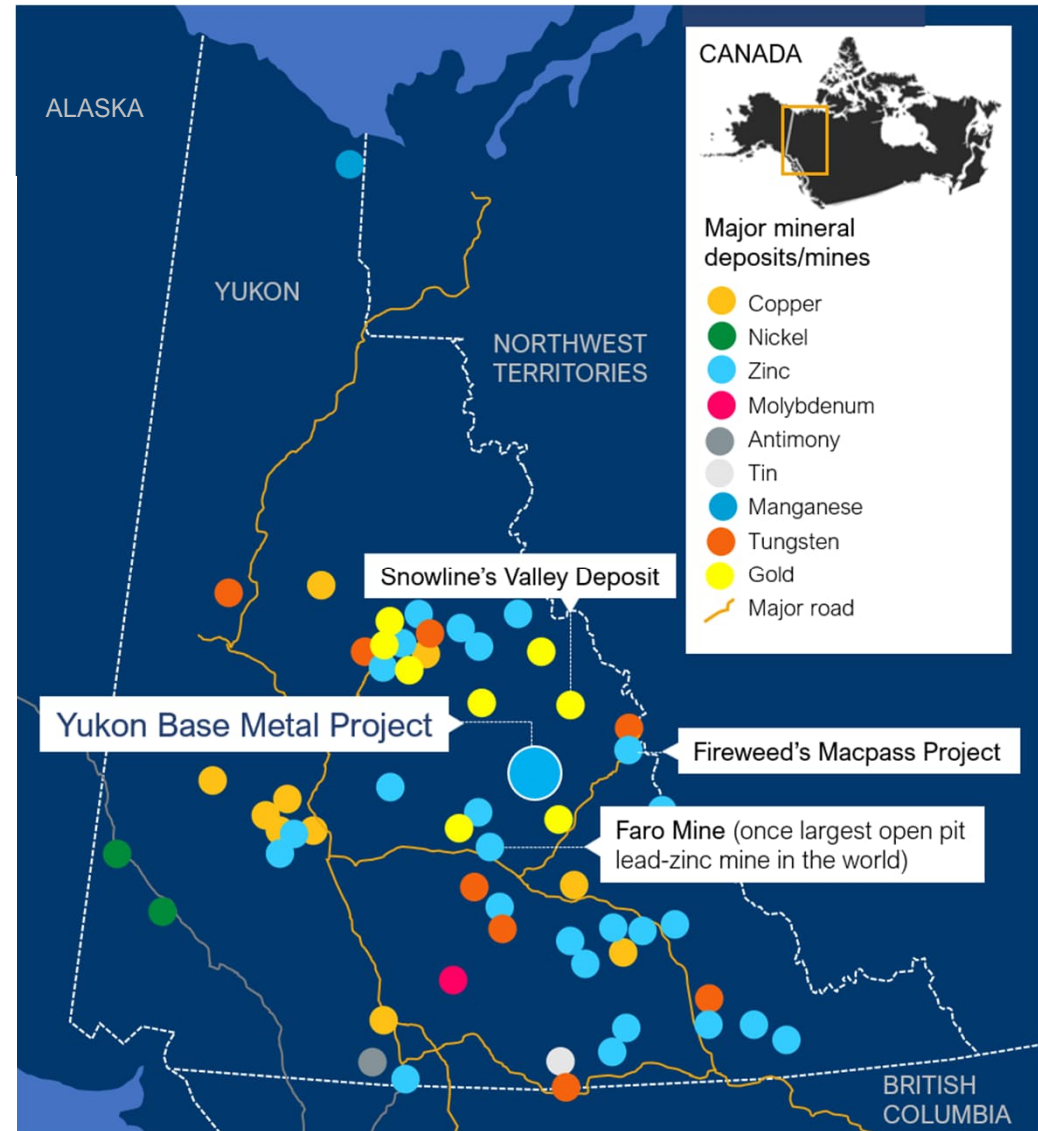 ALASKA
YUKON
NORTHWEST
TERRITORIES
CANADA
Major mineral
deposits/mines
Copper
Nickel
Zinc
Molybdenum
Antimony
Tin
Manganese
Tungsten
Gold
Major road
Snowline's Valley Deposit
Yukon Base Metal Project
Fireweed's Macpass Project
Faro Mine (once largest open pit
lead-zinc mine in the world)
BRITISH
COLUMBIA